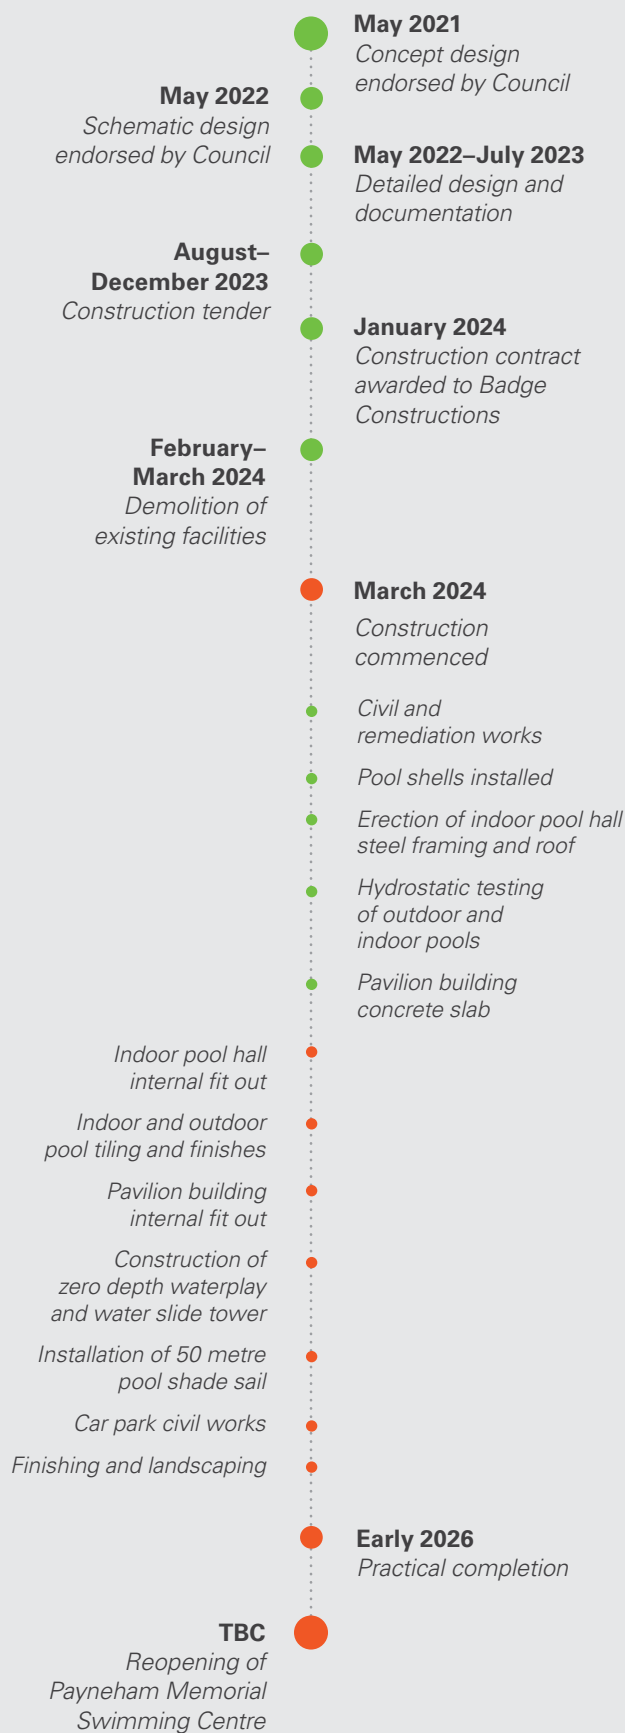 May 2021
Concept design
endorsed by Council
May 2022
Schematic design
endorsed by Council
May 2022–July 2023
Detailed design and
documentation
August–
December 2023
Construction tender
January 2024
Construction contract
awarded to Badge
Constructions
February–
March 2024
Demolition of
existing facilities
March 2024
Construction
commenced
Civil and
remediation works
Pool shells installed
Erection of indoor pool hall
steel framing and roof
Hydrostatic testing
of outdoor and
indoor pools
Pavilion building
concrete slab
Indoor pool hall
internal fit out
Indoor and outdoor
pool tiling and finishes
Pavilion building
internal fit out
Construction of
zero depth waterplay
and water slide tower
Installation of 50 metre
pool shade sail
Car park civil works
Finishing and landscaping
Early 2026
Practical completion
TBC
Reopening of
Payneham Memorial
Swimming Centre